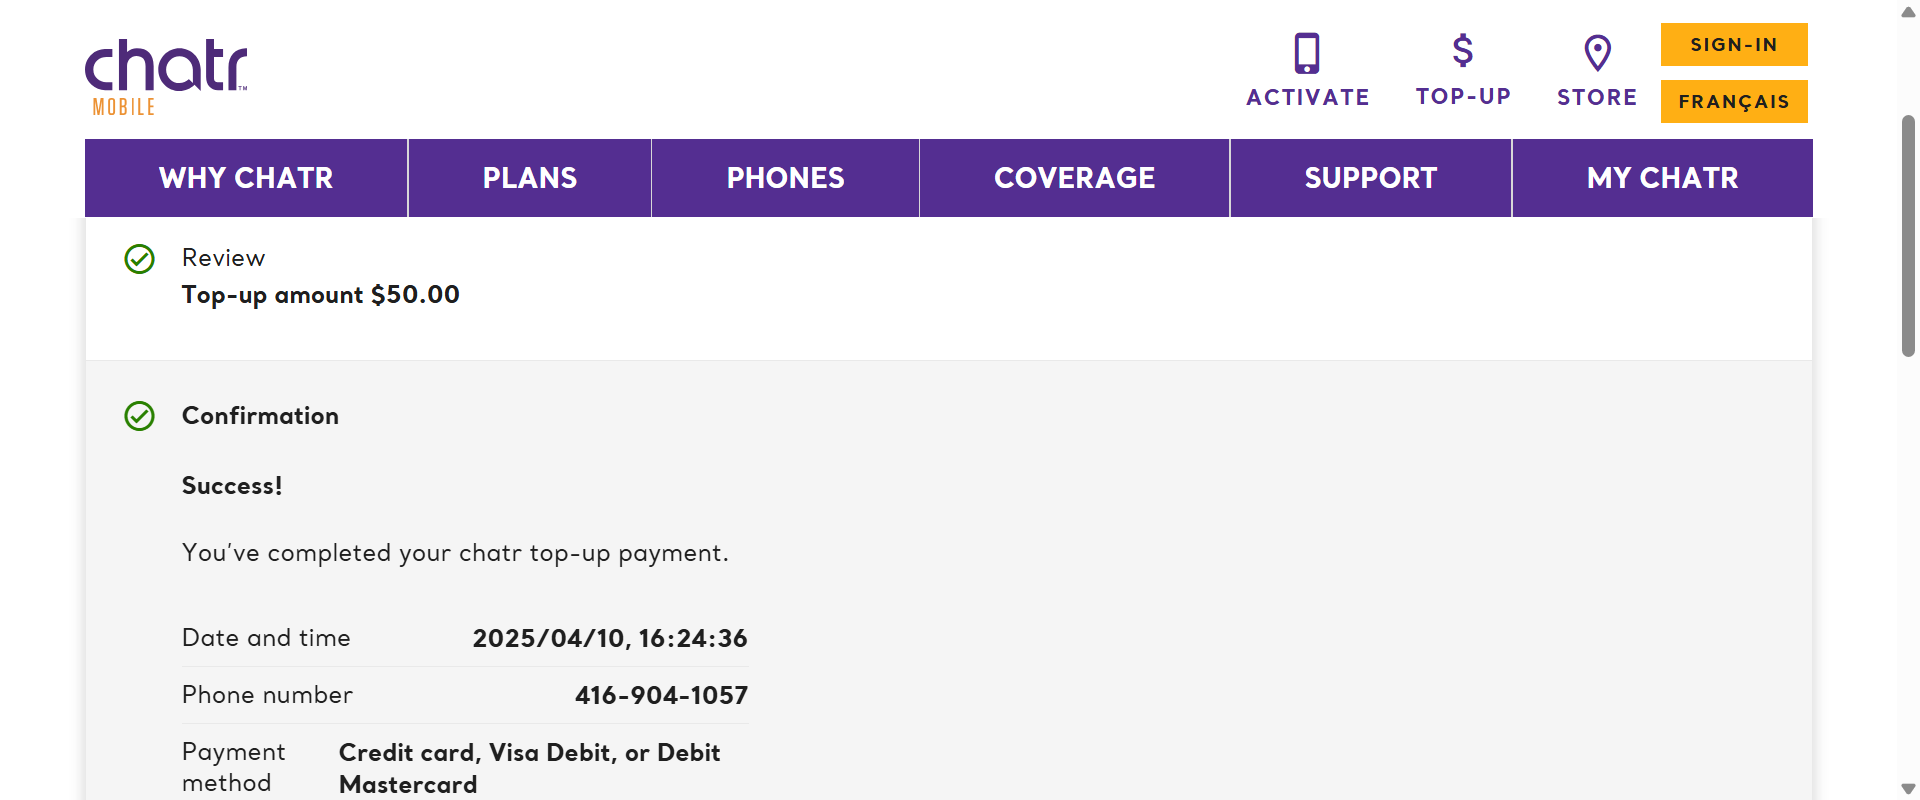 chatr™
MOBILE
ACTIVATE
TOP-UP
STORE
SIGN-IN
FRANÇAIS
WHY CHATR
PLANS
PHONES
COVERAGE
SUPPORT
MY CHATR
Review
Top-up amount $50.00
Confirmation
Success!
You've completed your chatr top-up payment.
Date and time 2025/04/10, 16:24:36
Phone number 416-904-1057
Payment method Credit card, Visa Debit, or Debit Mastercard